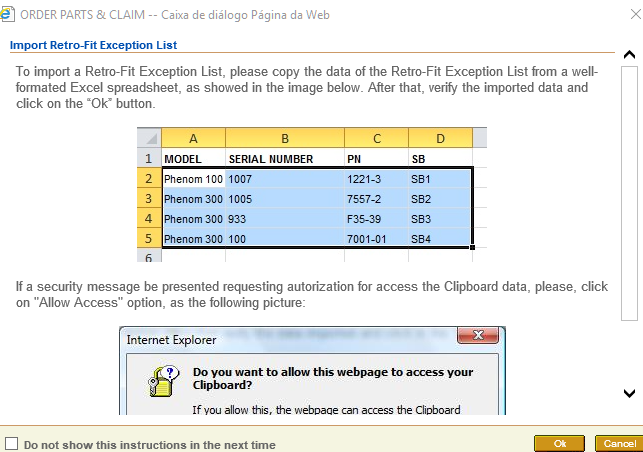 ORDER PARTS & CLAIM -- Caixa de diálogo Página da Web
Import Retro-Fit Exception List
To import a Retro-Fit Exception List, please copy the data of the Retro-Fit Exception List from a well-
formated Excel spreadsheet, as showed in the image below. After that, verify the imported data and
click on the “Ok” button.
A B C D
1 MODEL SERIAL NUMBER PN SB
2 Phenom 100 1007 1221-3 SB1
3 Phenom 300 1005 7557-2 SB2
4 Phenom 300 933 F35-39 SB3
5 Phenom 300 100 7001-01 SB4
6
If a security message be presented requesting autorization for access the Clipboard data, please, click
on "Allow Access" option, as the following picture:
Internet Explorer
Do you want to allow this webpage to access your
Clipboard?
If you allow this, the webpage can access the Clipboard
Do not show this instructions in the next time
Ok Cancel